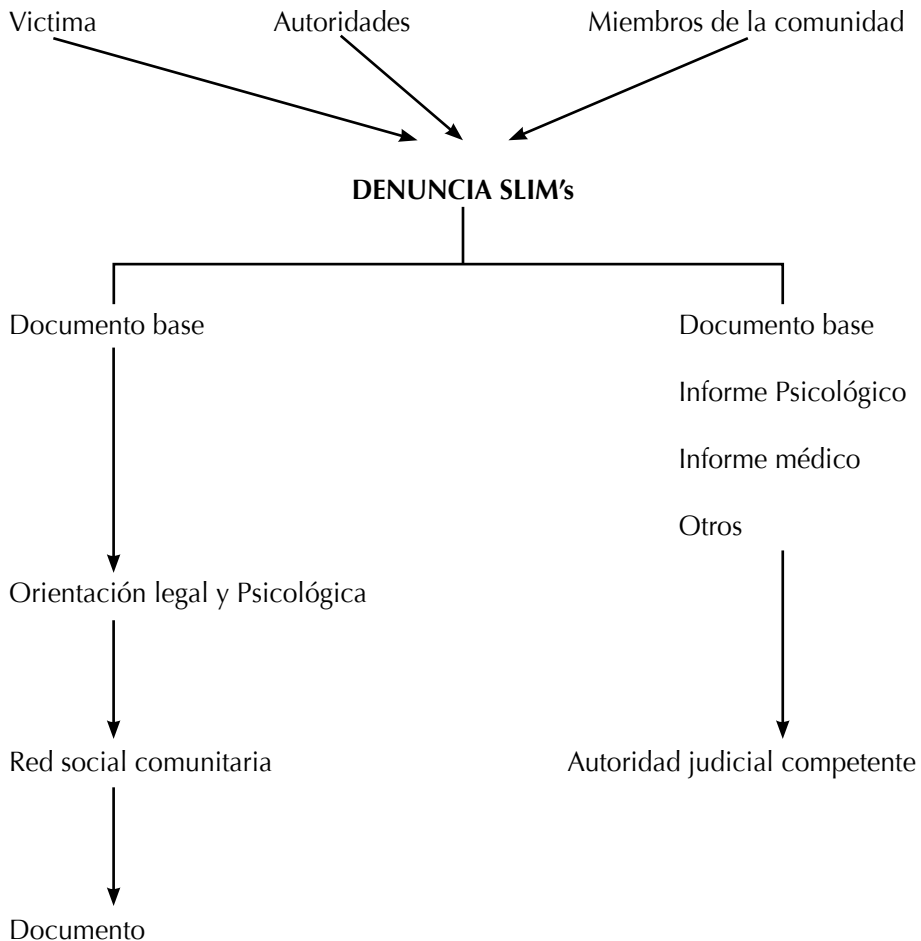 Victima
Autoridades
Miembros de la comunidad
DENUNCIA SLIM's
Documento base
Documento base
Informe Psicológico
Informe médico
Otros
Orientación legal y Psicológica
Red social comunitaria
Autoridad judicial competente
Documento